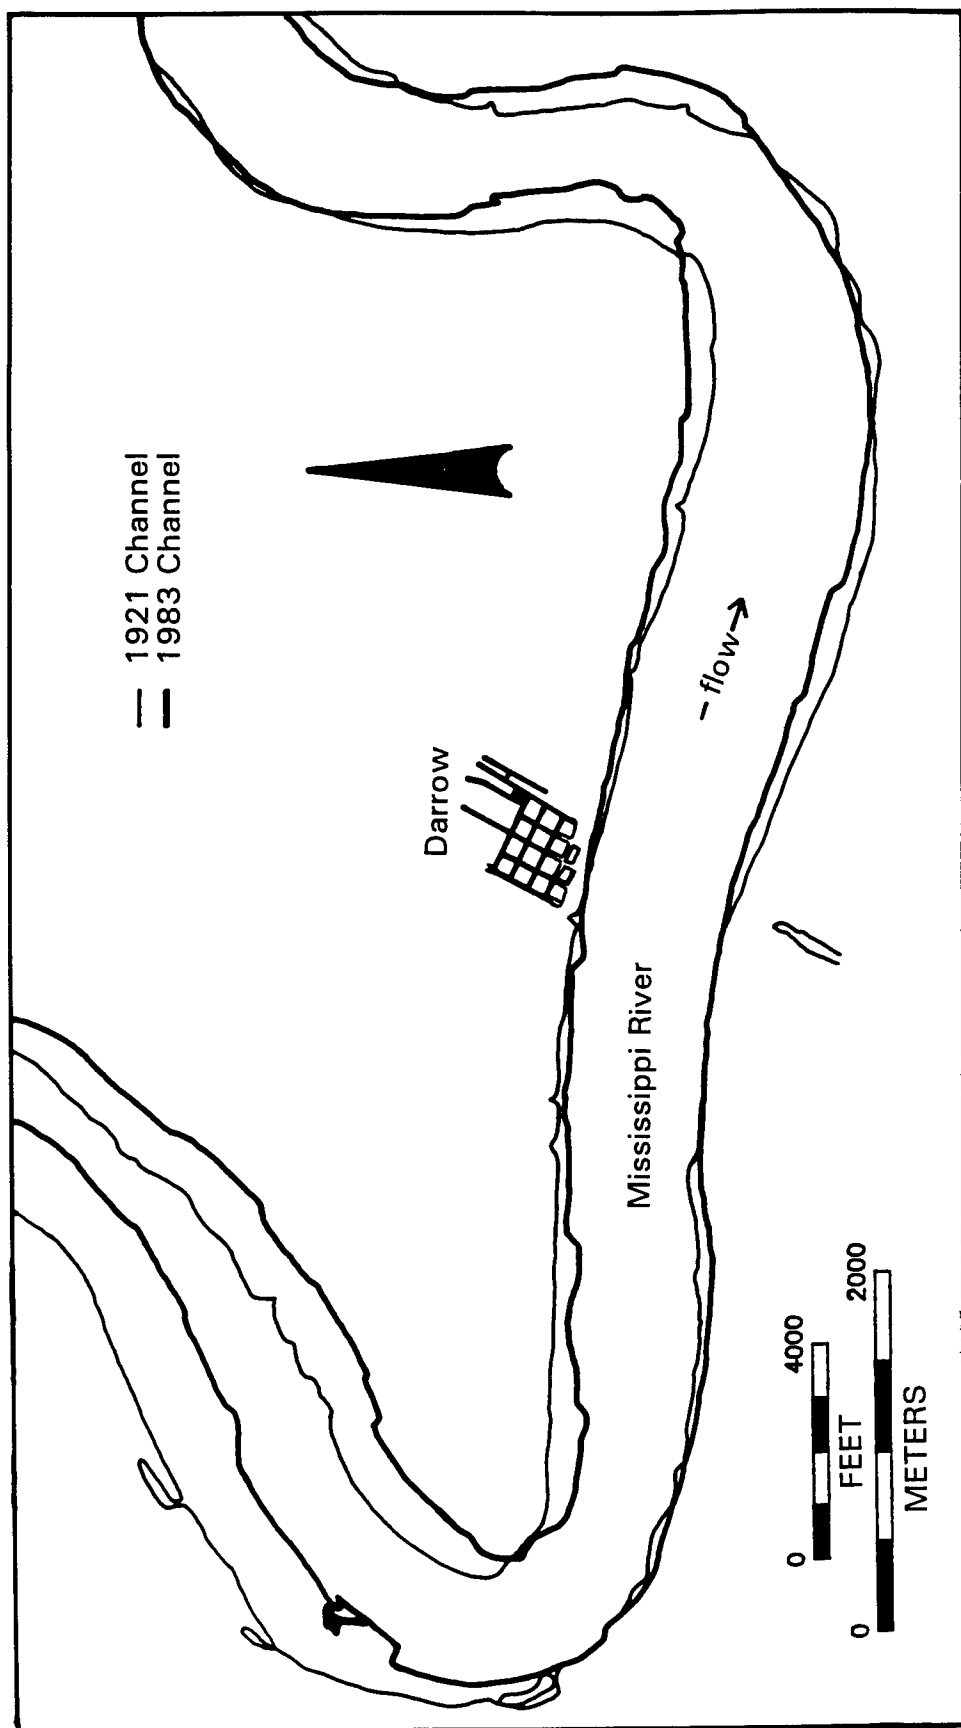 1921 Channel
1983 Channel
Darrow
–flow→
Mississippi River
0 4000
FEET
0 2000
METERS